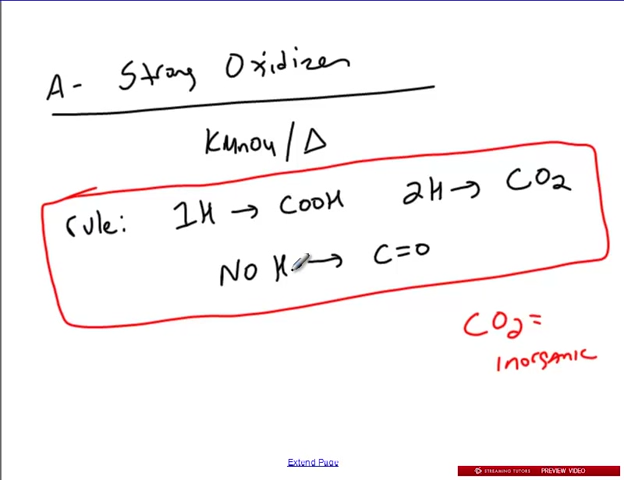 A- Strong Oxidizer
KMnO4/Δ
rule: 1H → COOH 2H → CO2
NO H → C=O
CO2=
inorganic
Extend Page
STREAMING TUTORS PREVIEW VIDEO